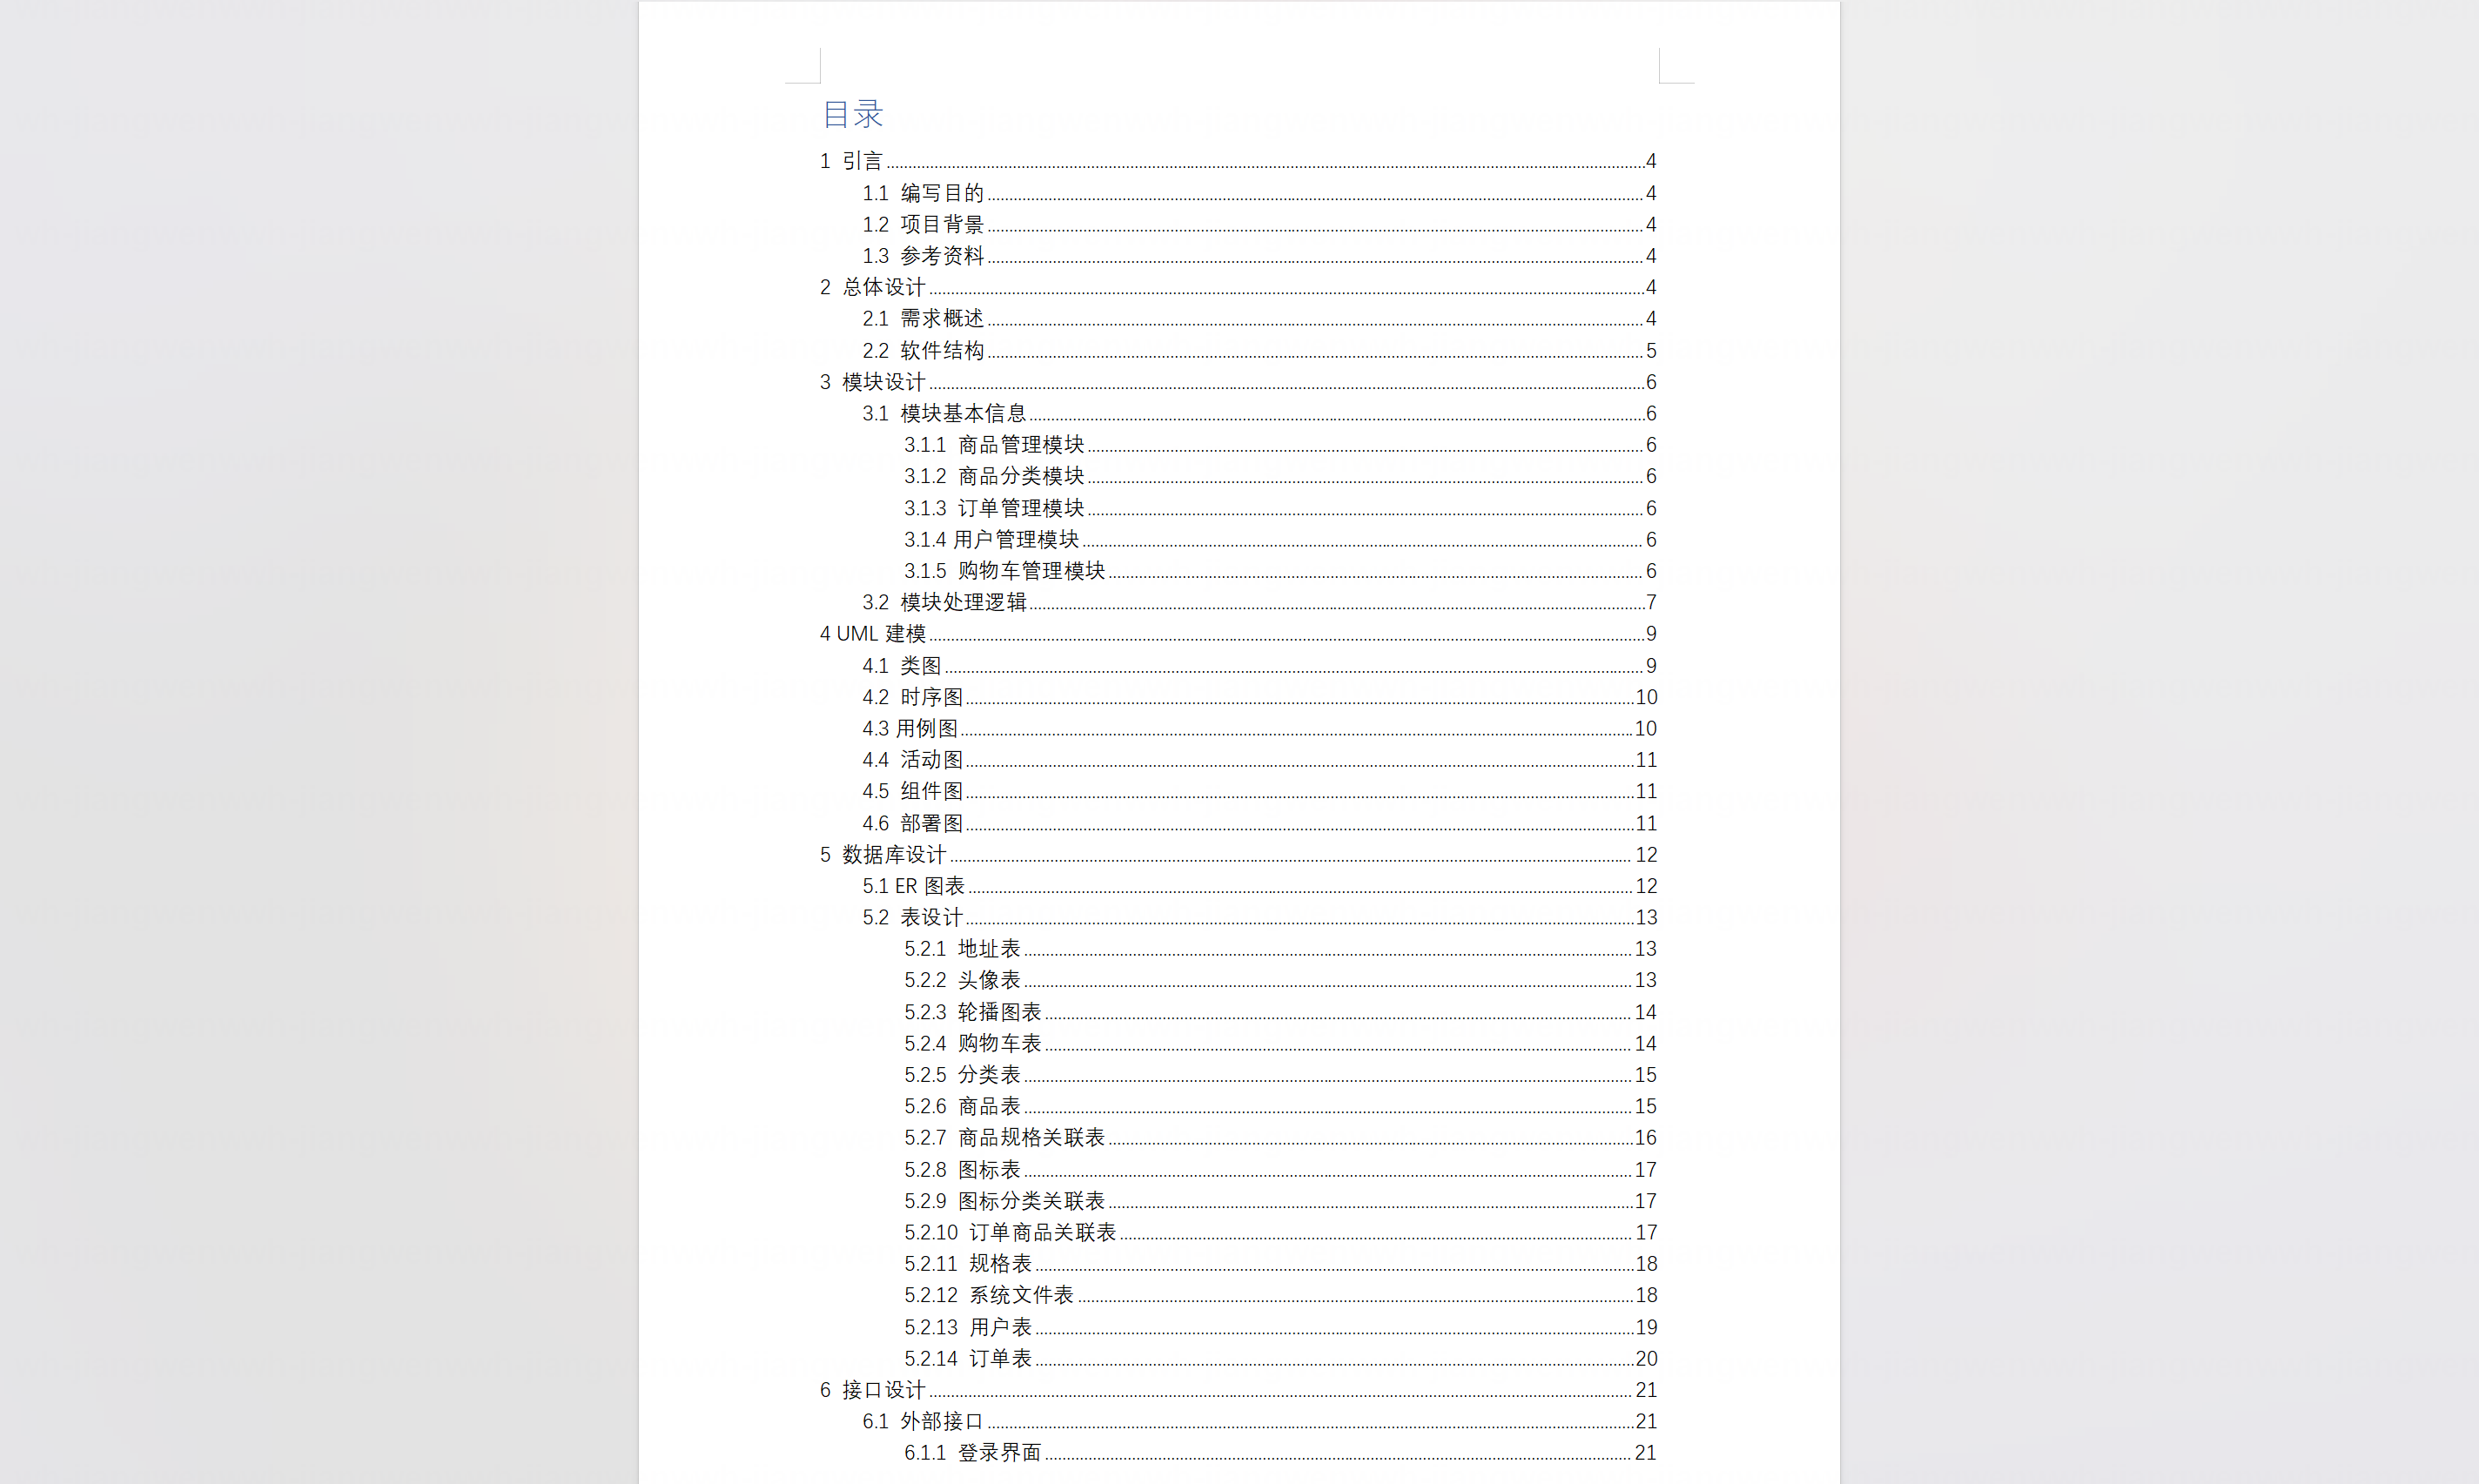 目录
1 引言 4
1.1 编写目的 4
1.2 项目背景 4
1.3 参考资料 4
2 总体设计 4
2.1 需求概述 4
2.2 软件结构 5
3 模块设计 6
3.1 模块基本信息 6
3.1.1 商品管理模块 6
3.1.2 商品分类模块 6
3.1.3 订单管理模块 6
3.1.4 用户管理模块 6
3.1.5 购物车管理模块 6
3.2 模块处理逻辑 7
4 UML 建模 9
4.1 类图 9
4.2 时序图 10
4.3 用例图 10
4.4 活动图 11
4.5 组件图 11
4.6 部署图 11
5 数据库设计 12
5.1 ER 图表 12
5.2 表设计 13
5.2.1 地址表 13
5.2.2 头像表 13
5.2.3 轮播图表 14
5.2.4 购物车表 14
5.2.5 分类表 15
5.2.6 商品表 15
5.2.7 商品规格关联表 16
5.2.8 图标表 17
5.2.9 图标分类关联表 17
5.2.10 订单商品关联表 17
5.2.11 规格表 18
5.2.12 系统文件表 18
5.2.13 用户表 19
5.2.14 订单表 20
6 接口设计 21
6.1 外部接口 21
6.1.1 登录界面 21